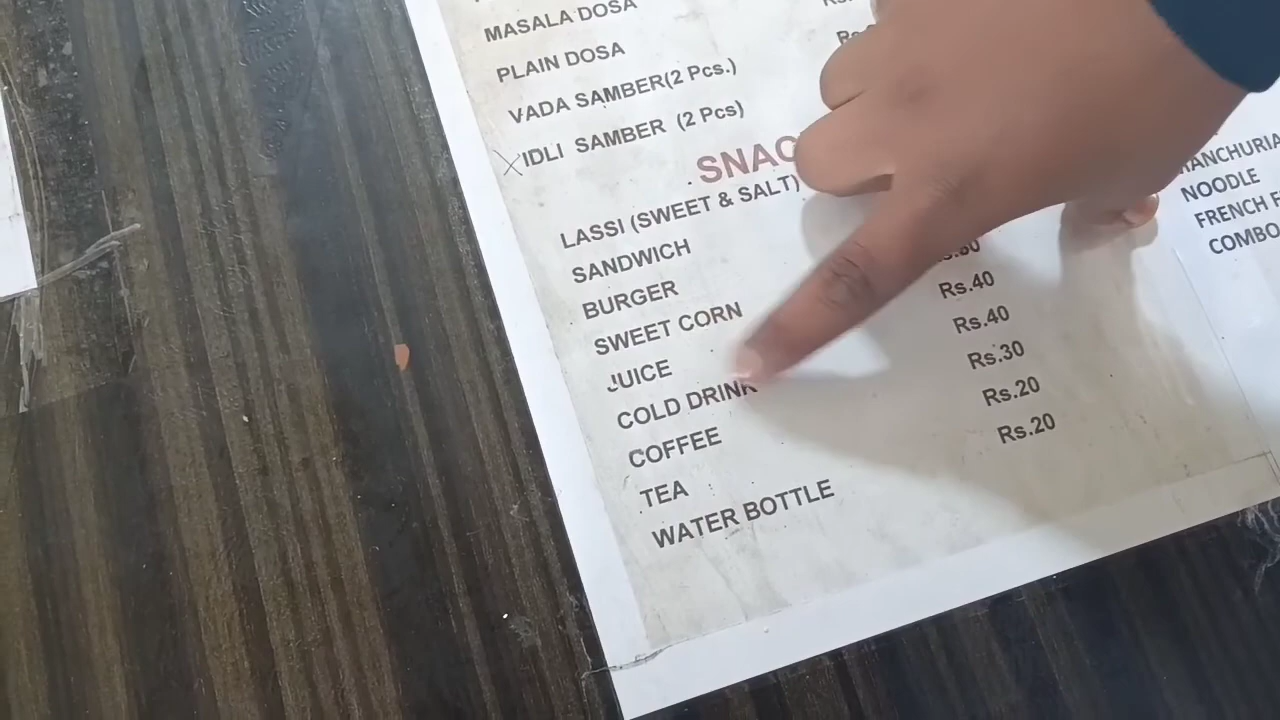 MASALA DOSA
PLAIN DOSA
VADA SAMBER(2 Pcs.)
IDLI SAMBER (2 Pcs)
LASSI (SWEET & SALT)
SANDWICH
BURGER
SWEET CORN
JUICE Rs.40
COLD DRINK Rs.40
COFFEE Rs.30
TEA Rs.20
WATER BOTTLE Rs.20
NOODLE
FRENCH
COMBO